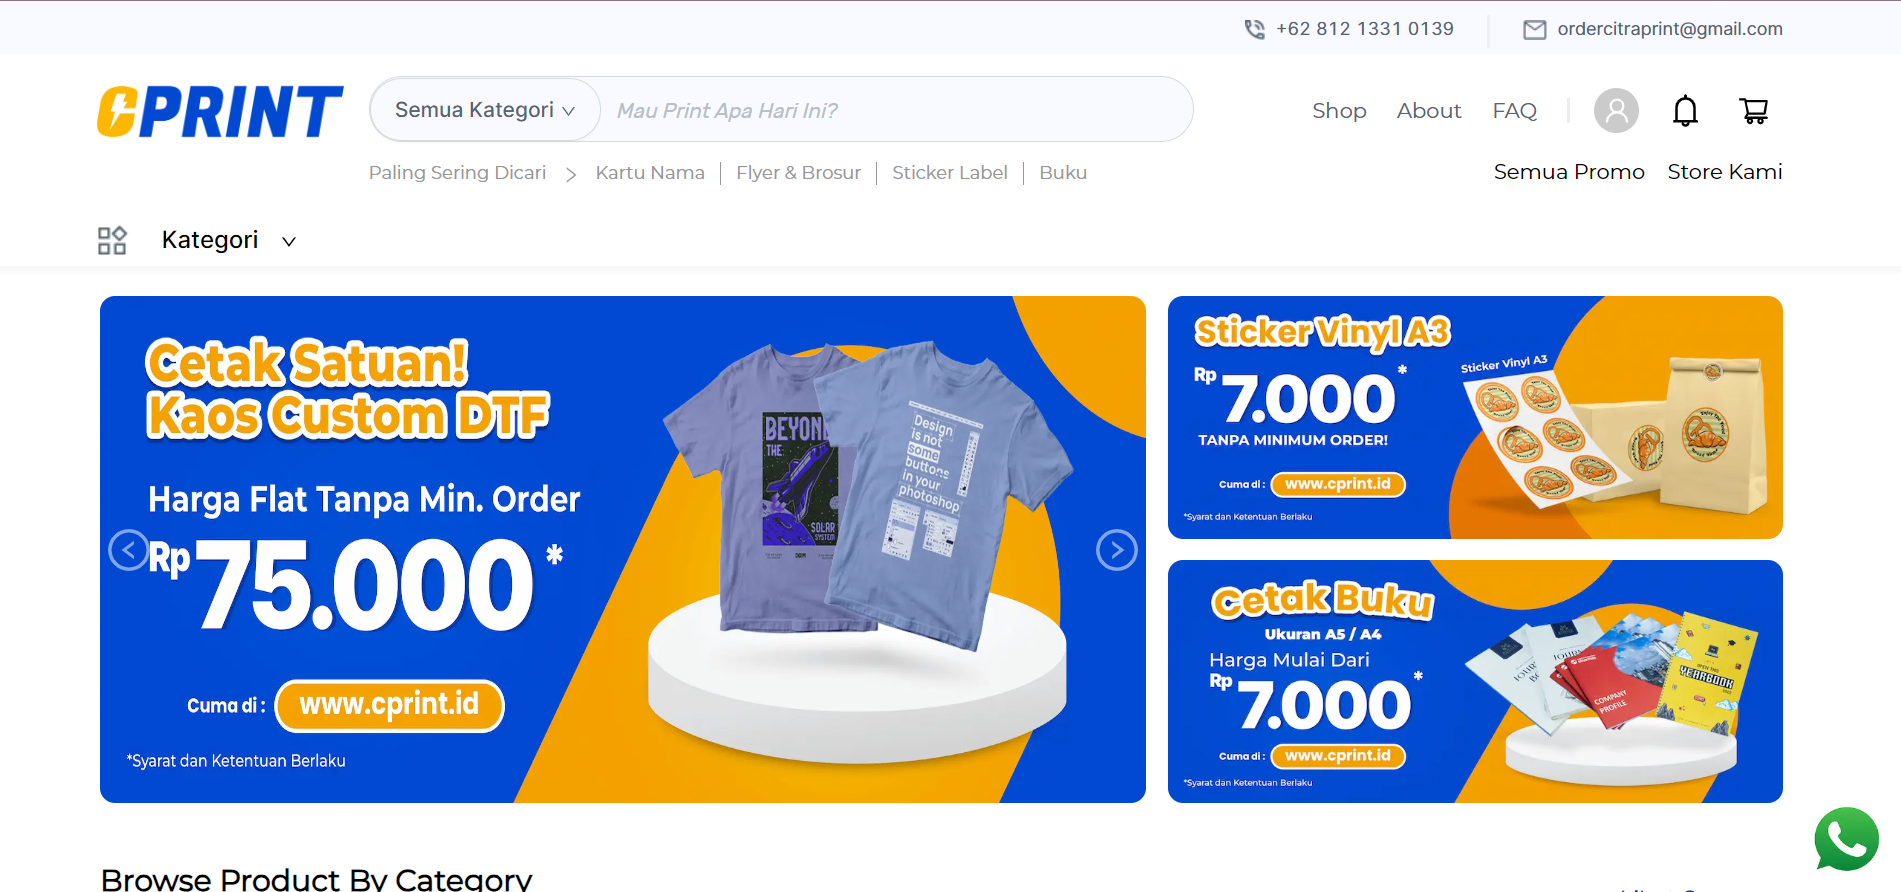 +62 812 1331 0139
ordercitraprint@gmail.com
CPRINT
Semua Kategori
Mau Print Apa Hari Ini?
Shop
About
FAQ
Paling Sering Dicari
Kartu Nama
Flyer & Brosur
Sticker Label
Buku
Semua Promo
Store Kami
Kategori
Cetak Satuan!
Kaos Custom DTF
Harga Flat Tanpa Min. Order
Rp 75.000*
Cuma di : www.cprint.id
*Syarat dan Ketentuan Berlaku
BEYON
THE
SOLAR
SYSTEM
Design
is not
some
buttons
in your
photoshop
Sticker Vinyl A3
Rp 7.000*
TANPA MINIMUM ORDER!
Cuma di : www.cprint.id
*Syarat dan Ketentuan Berlaku
Sticker Vinyl A3
Cetak Buku
Ukuran A5 / A4
Harga Mulai Dari
Rp 7.000*
Cuma di : www.cprint.id
*Syarat dan Ketentuan Berlaku
COMPANY
PROFILE
YEARBOOK
Browse Product By Category